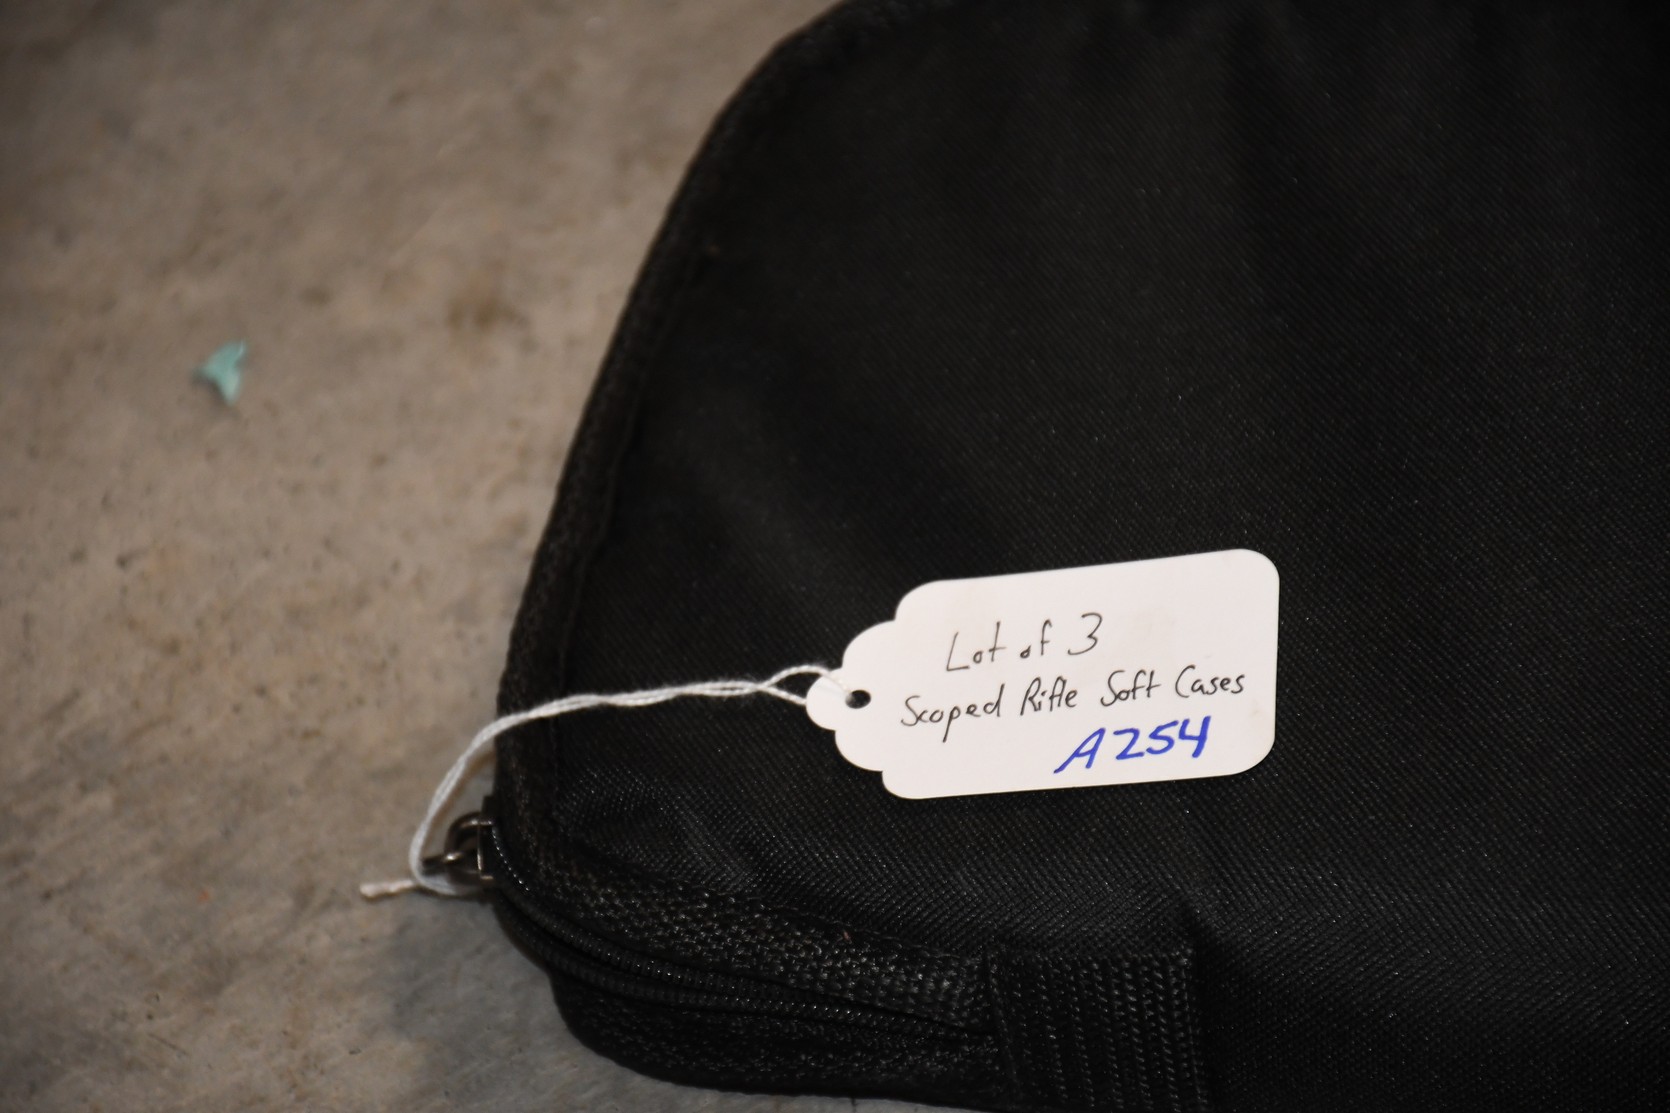 Lot of 3
Scoped Rifle Soft Cases
A254